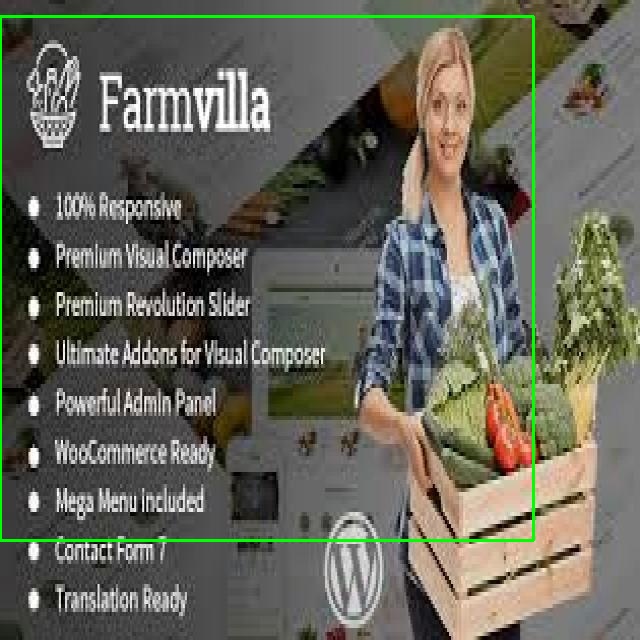 Farmvilla
100% Responsive
Premium Visual Composer
Premium Revolution Slider
Ultimate Addons for Visual Composer
Powerful Admin Panel
WooCommerce Ready
Mega Menu included
Contact Form 7
Translation Ready